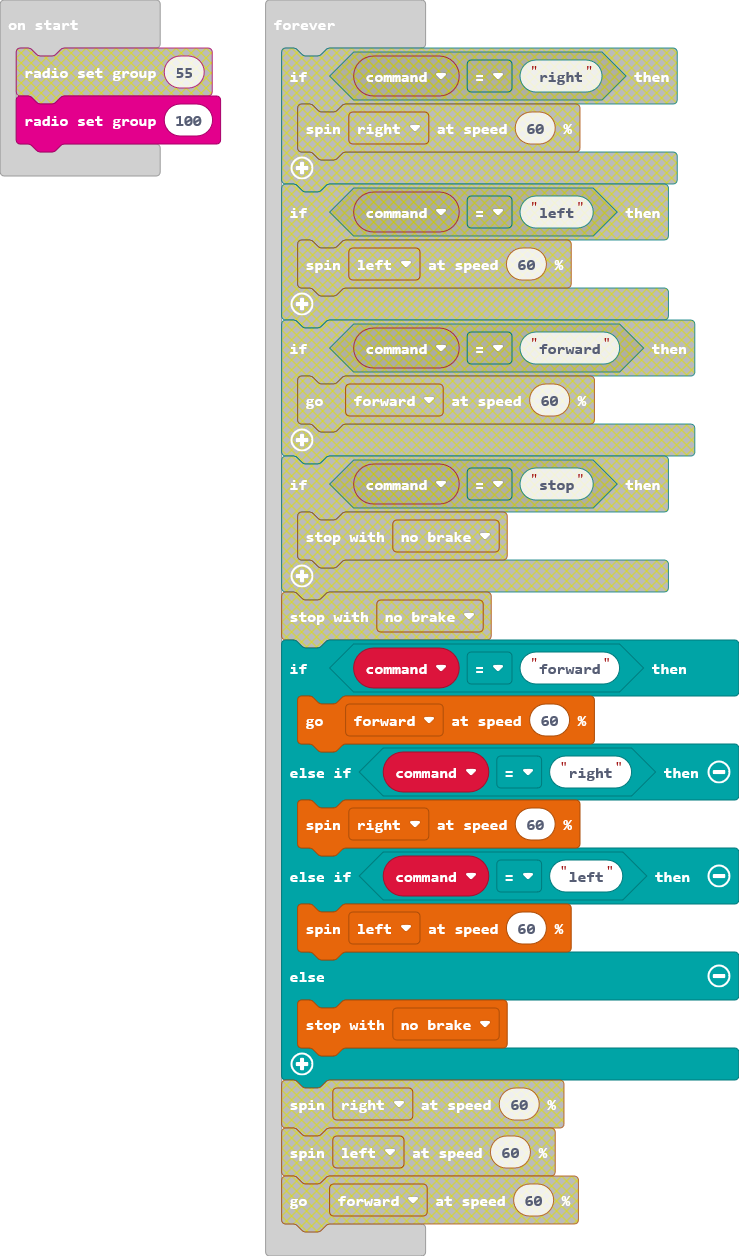 on start
radio set group 55
radio set group 100
forever
if command = "right" then
spin right at speed 60 %
if command = "left" then
spin left at speed 60 %
if command = "forward" then
go forward at speed 60 %
if command = "stop" then
stop with no brake
stop with no brake
if command = "forward" then
go forward at speed 60 %
else if command = "right" then
spin right at speed 60 %
else if command = "left" then
spin left at speed 60 %
else
stop with no brake
spin right at speed 60 %
spin left at speed 60 %
go forward at speed 60 %